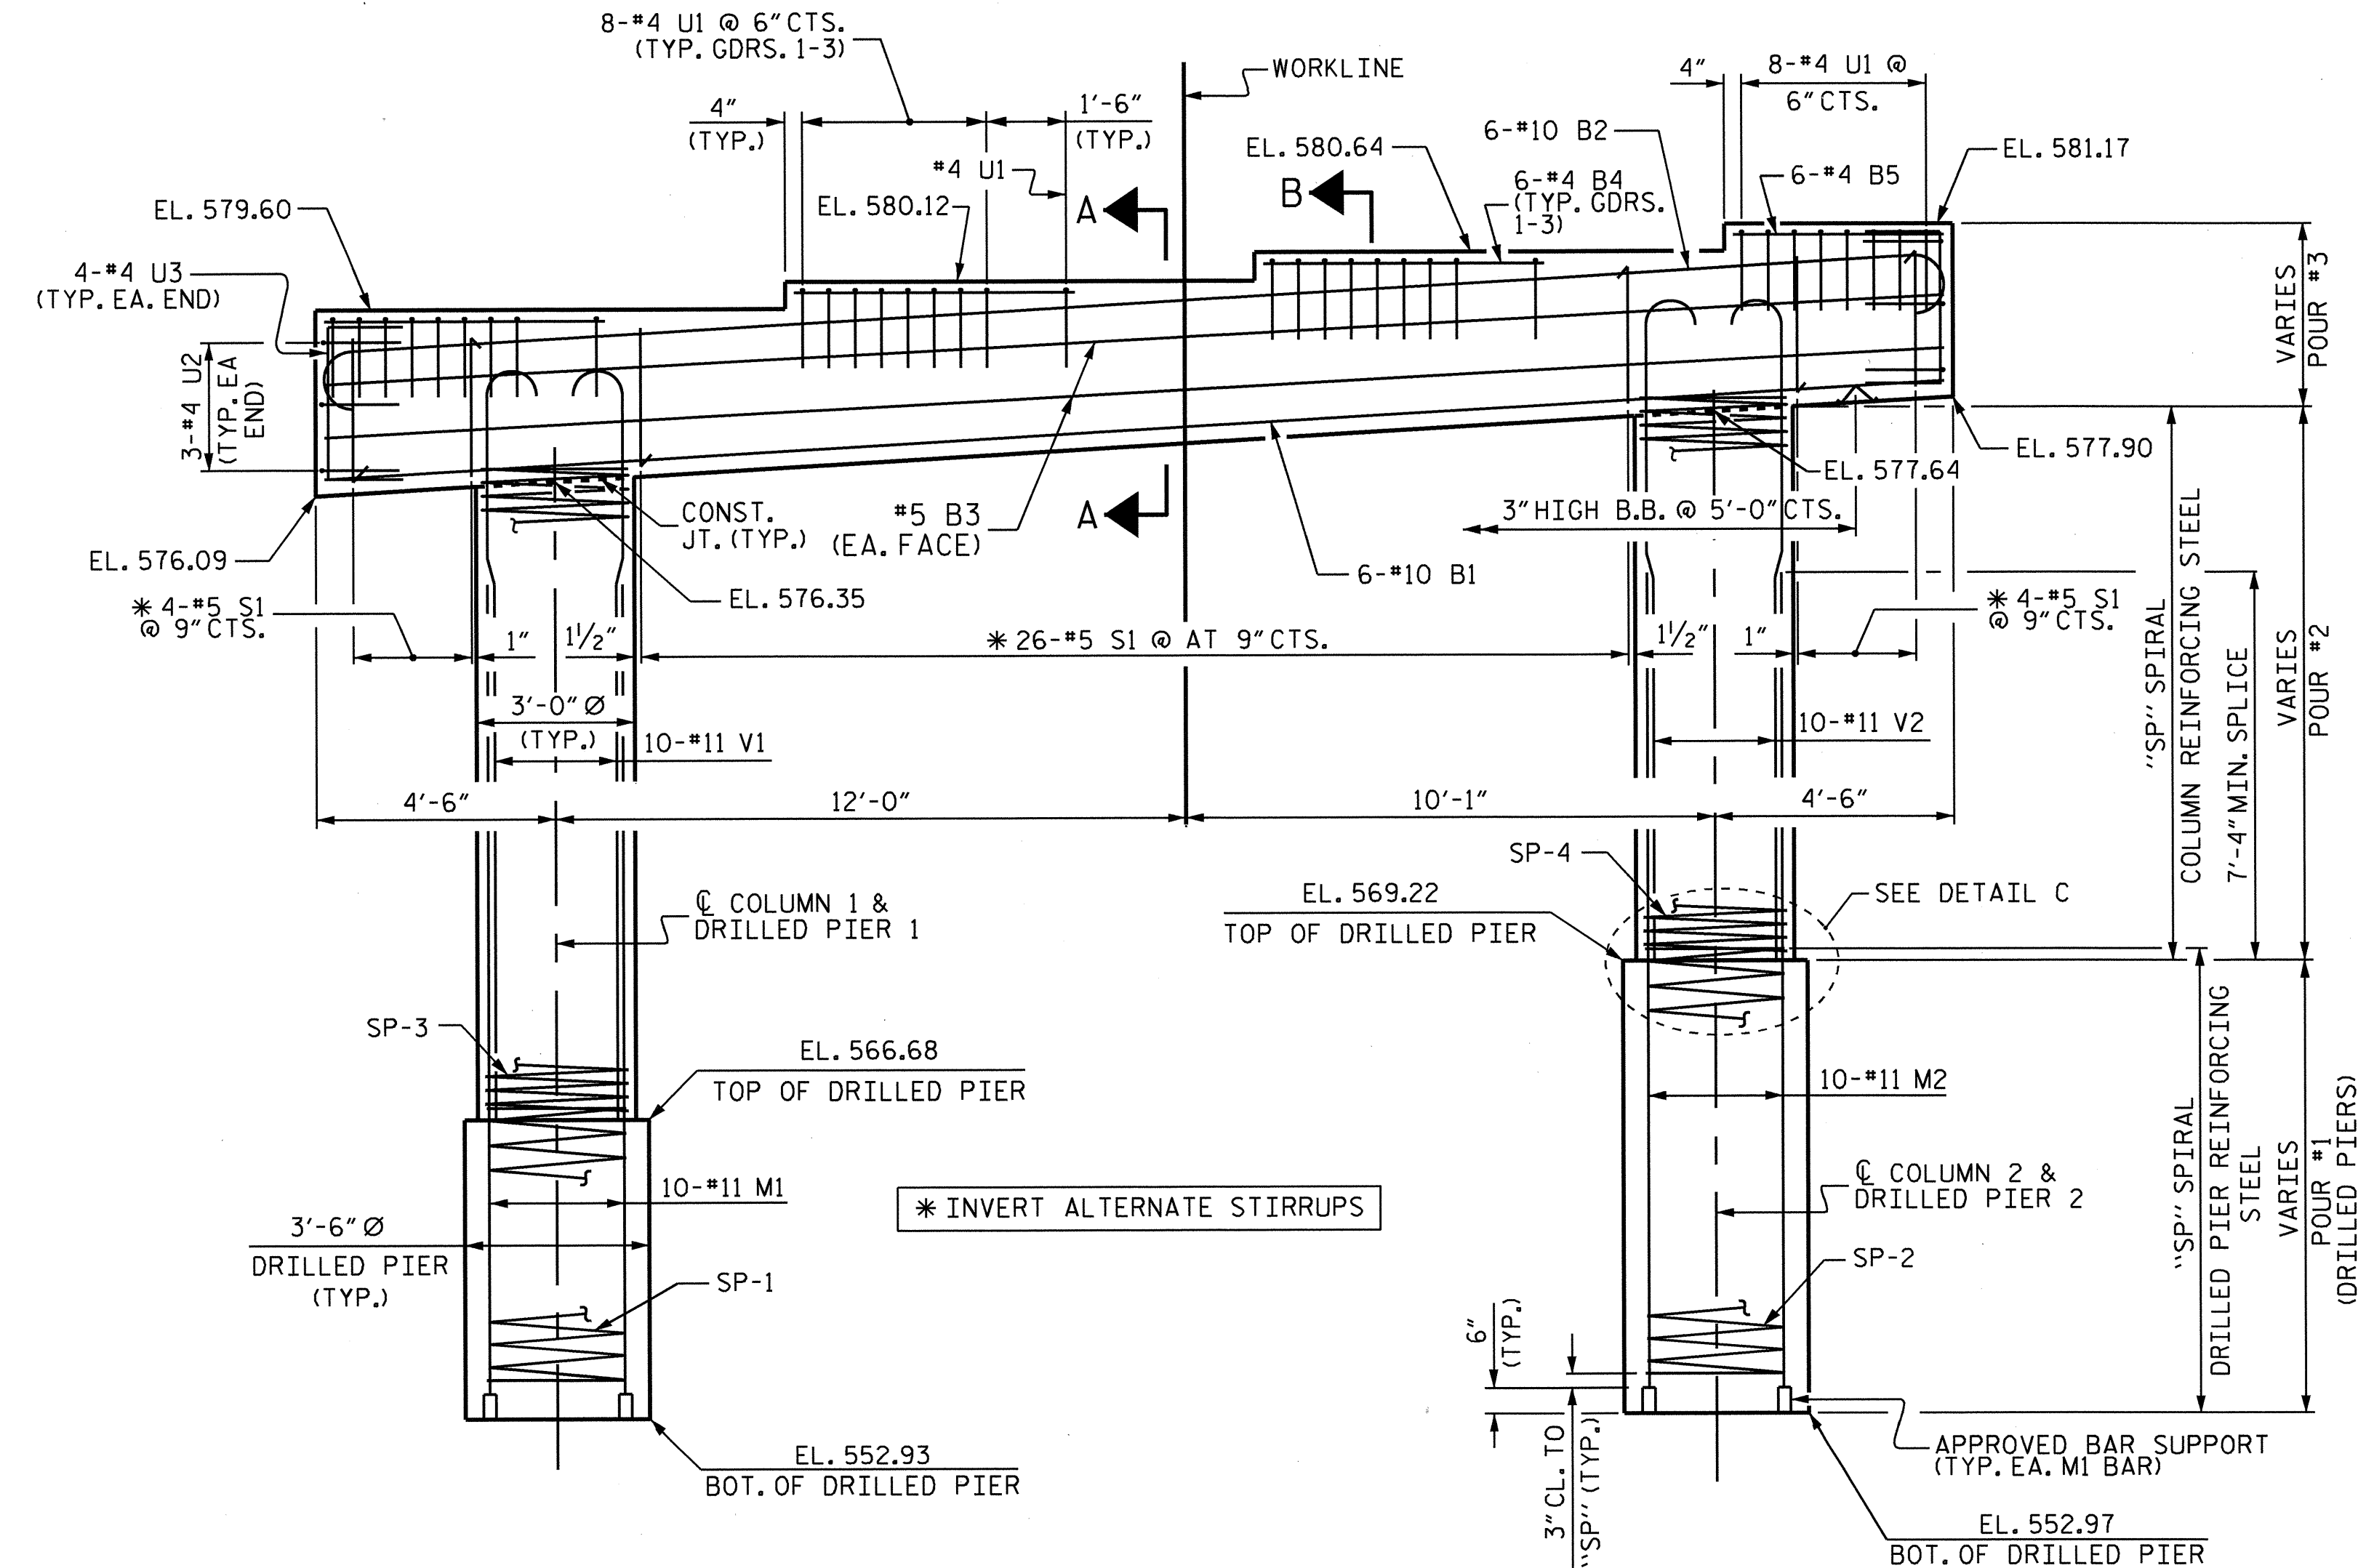 8-#4 U1 @ 6" CTS.
(TYP. GDRS. 1-3)
WORKLINE
4"
8-#4 U1 @
6" CTS.
4"
(TYP.)
1'-6"
(TYP.)
#4 U1
EL. 580.64
6-#10 B2
6-#4 B4
(TYP. GDRS.
1-3)
6-#4 B5
EL. 581.17
EL. 579.60
EL. 580.12
A
B
4-#4 U3
(TYP. EA. END)
3-#4 U2
(TYP. EA
END)
VARIES
POUR #3
EL. 577.90
EL. 577.64
CONST.
JT. (TYP.)
#5 B3
(EA. FACE)
A
3" HIGH B.B. @ 5'-0" CTS.
EL. 576.09
EL. 576.35
6-#10 B1
* 4-#5 S1
@ 9" CTS.
1"
1½"
* 26-#5 S1 @ AT 9" CTS.
1½"
1"
* 4-#5 S1
@ 9" CTS.
"SP" SPIRAL
COLUMN REINFORCING STEEL
7'-4" MIN. SPLICE
VARIES
POUR #2
3'-0" Ø
(TYP.)
10-#11 V1
10-#11 V2
4'-6"
12'-0"
10'-1"
4'-6"
℄ COLUMN 1 &
DRILLED PIER 1
SP-4
EL. 569.22
TOP OF DRILLED PIER
SEE DETAIL C
SP-3
EL. 566.68
TOP OF DRILLED PIER
10-#11 M2
10-#11 M1
* INVERT ALTERNATE STIRRUPS
℄ COLUMN 2 &
DRILLED PIER 2
3'-6" Ø
DRILLED PIER
(TYP.)
SP-1
SP-2
"SP" SPIRAL
DRILLED PIER REINFORCING
STEEL
VARIES
POUR #1
(DRILLED PIERS)
6"
(TYP.)
3" CL. TO
"SP" (TYP.)
EL. 552.93
BOT. OF DRILLED PIER
APPROVED BAR SUPPORT
(TYP. EA. M1 BAR)
EL. 552.97
BOT. OF DRILLED PIER